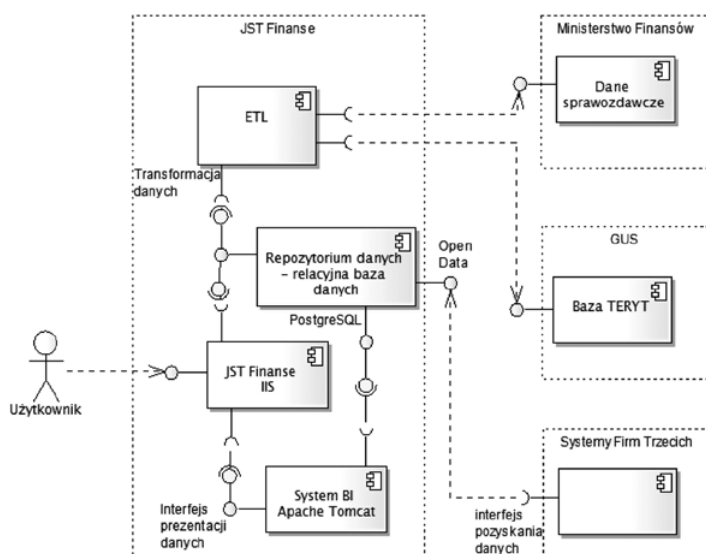 JST Finanse
Ministerstwo Finansów
ETL
Dane
sprawozdawcze
Transformacja
danych
Repozytorium danych
– relacyjna baza
danych
Open
Data
GUS
Baza TERYT
PostgreSQL
JST Finanse
IIS
Użytkownik
Systemy Firm Trzecich
System BI
Apache Tomcat
Interfejs
prezentacji
danych
interfejs
pozyskania
danych